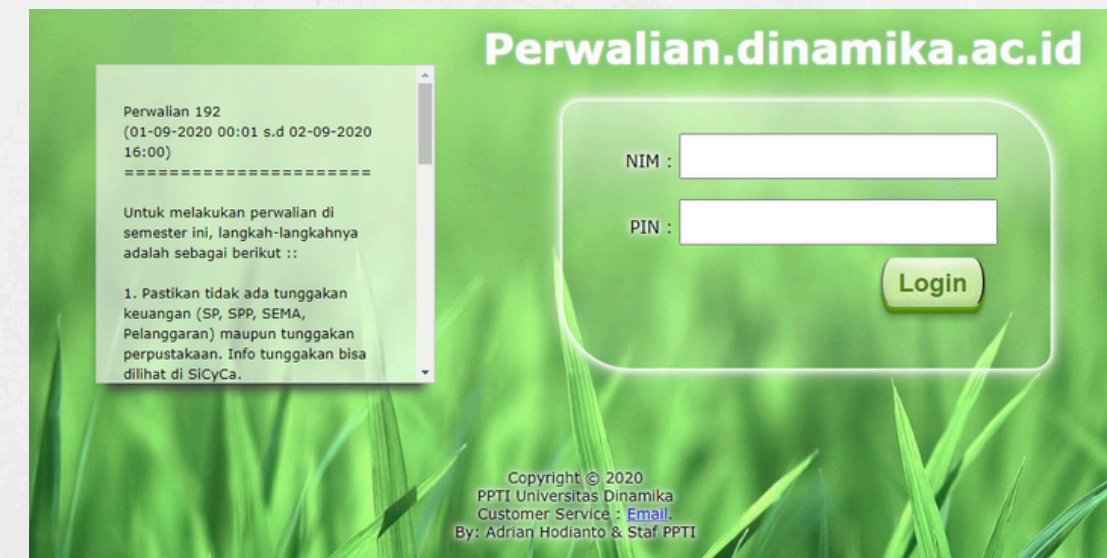 Perwalian.dinamika.ac.id
Perwalian 192
(01-09-2020 00:01 s.d 02-09-2020
16:00)
=======================
Untuk melakukan perwalian di
semester ini, langkah-langkahnya
adalah sebagai berikut ::
1. Pastikan tidak ada tunggakan
keuangan (SP, SPP, SEMA,
Pelanggaran) maupun tunggakan
perpustakaan. Info tunggakan bisa
dilihat di SiCyCa.
NIM :
PIN :
Login
Copyright © 2020
PPTI Universitas Dinamika
Customer Service : Email.
By: Adrian Hodianto & Staf PPTI